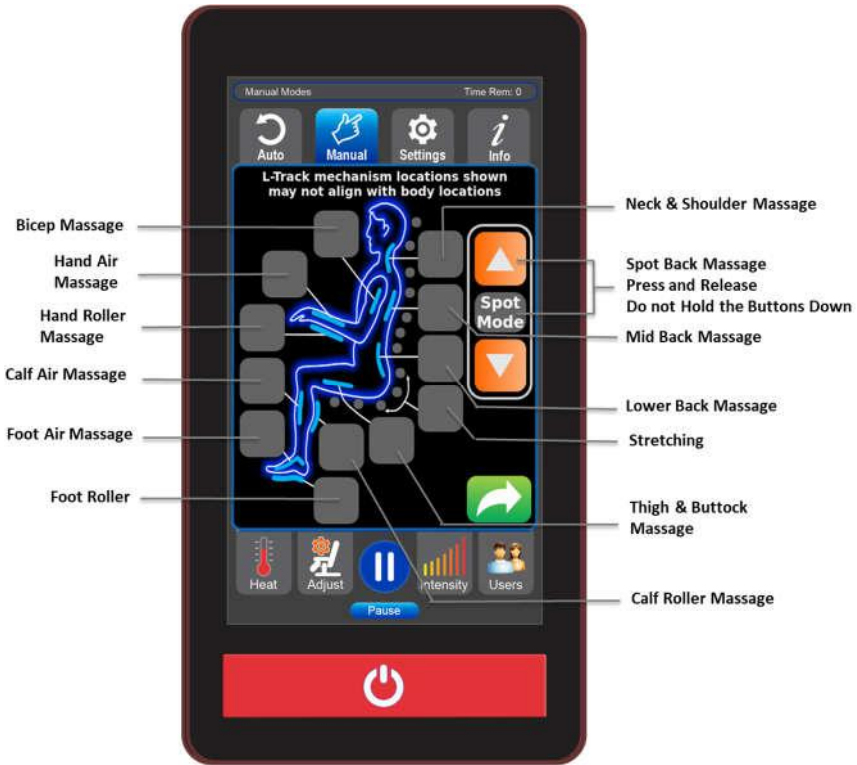 Manual Modes
Time Rem: 0
Auto
Manual
Settings
Info
L-Track mechanism locations shown
may not align with body locations
Spot
Mode
Heat
Adjust
Intensity
Users
Pause
Bicep Massage
Hand Air
Massage
Hand Roller
Massage
Calf Air Massage
Foot Air Massage
Foot Roller
Neck & Shoulder Massage
Spot Back Massage
Press and Release
Do not Hold the Buttons Down
Mid Back Massage
Lower Back Massage
Stretching
Thigh & Buttock
Massage
Calf Roller Massage